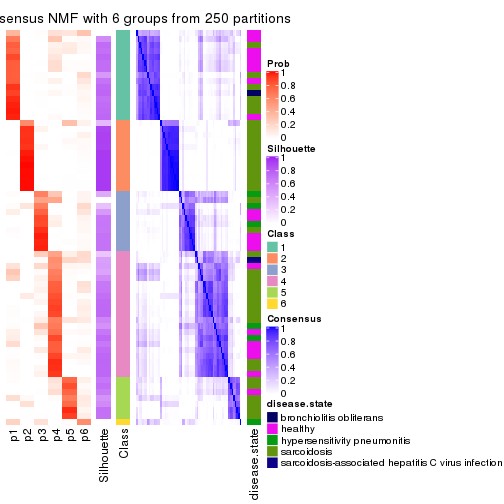 sensus NMF with 6 groups from 250 partitions
Prob
1
0.8
0.6
0.4
0.2
0
Silhouette
1
0.8
0.6
0.4
0.2
0
Class
1
2
3
4
5
6
Consensus
1
0.8
0.6
0.4
0.2
0
disease.state
bronchiolitis obliterans
healthy
hypersensitivity pneumonitis
sarcoidosis
sarcoidosis-associated hepatitis C virus infection
p1
p2
p3
p4
p5
p6
Silhouette
Class
disease.state